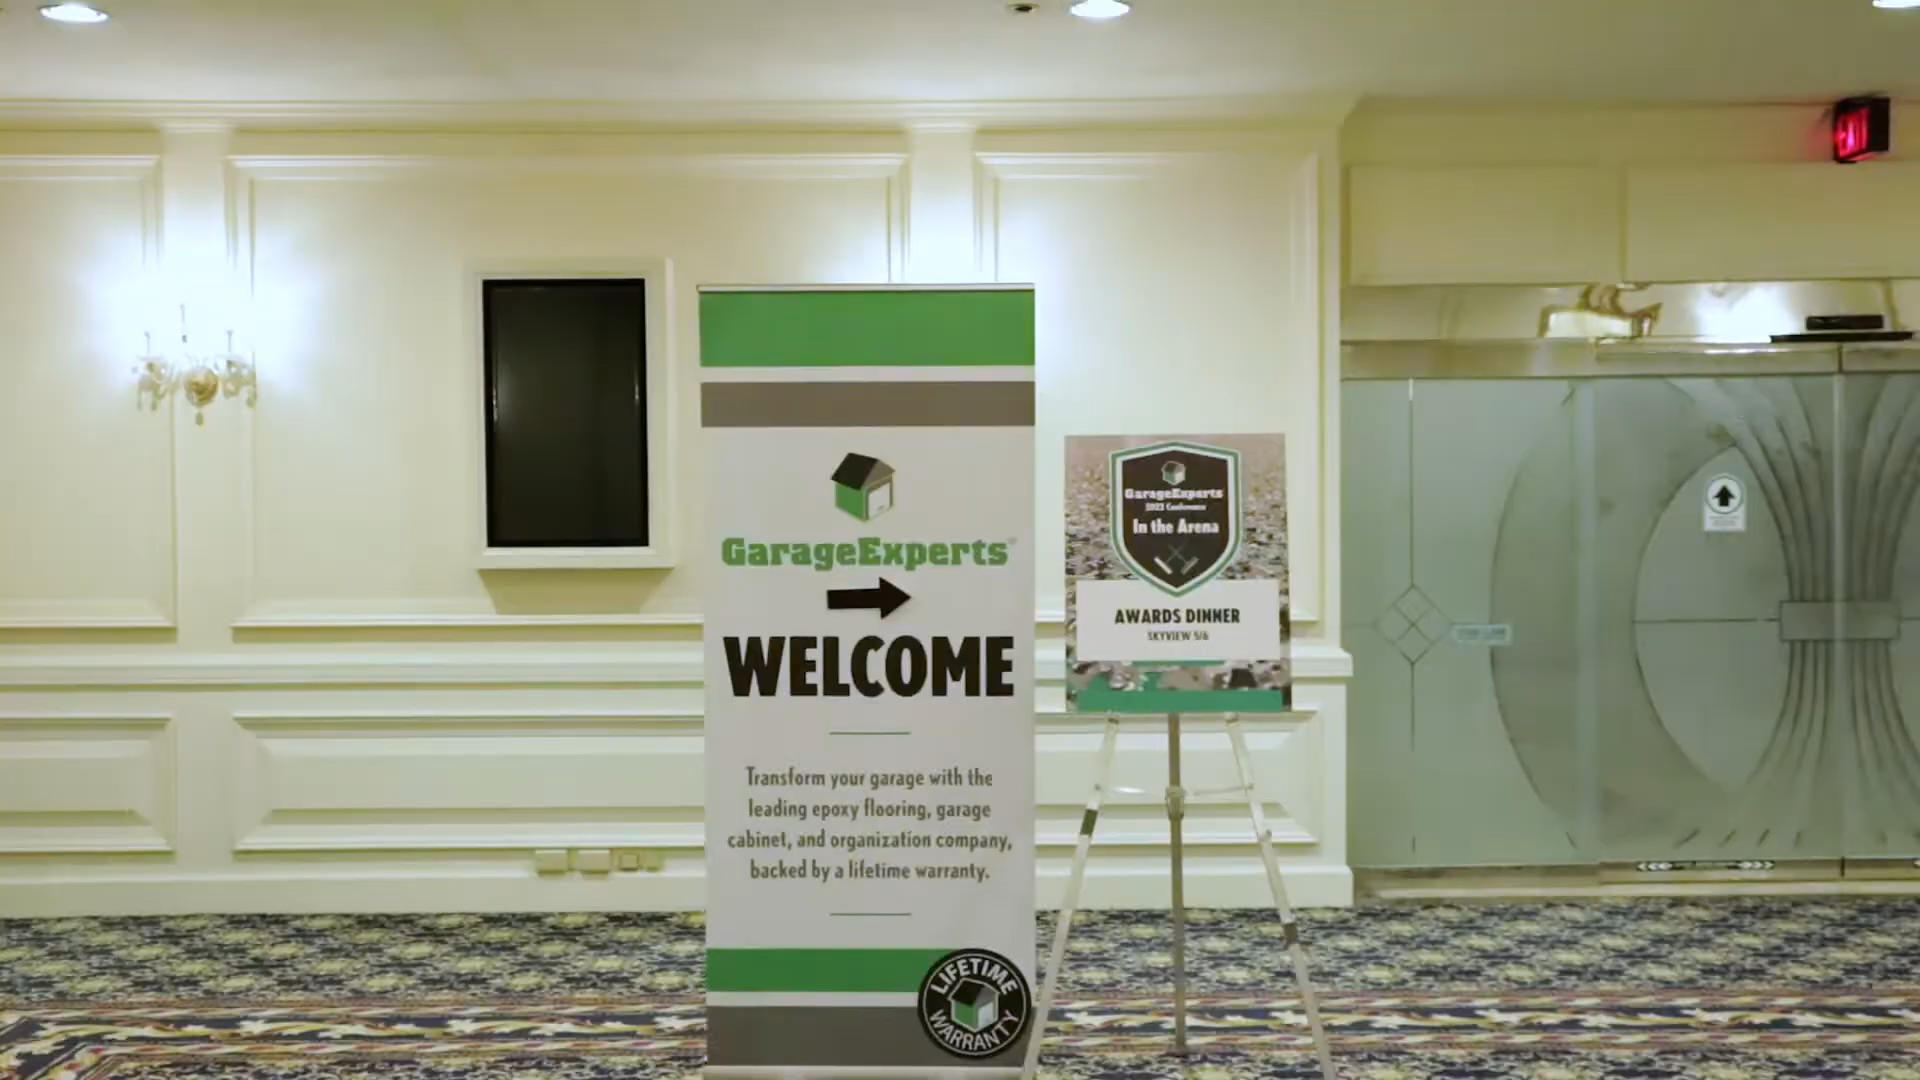 GarageExperts
WELCOME
Transform your garage with the
leading epoxy flooring, garage
cabinet, and organization company,
backed by a lifetime warranty.
LIFETIME
WARRANTY
GarageExperts
In the Arena
AWARDS DINNER
SKYVIEW 5/6